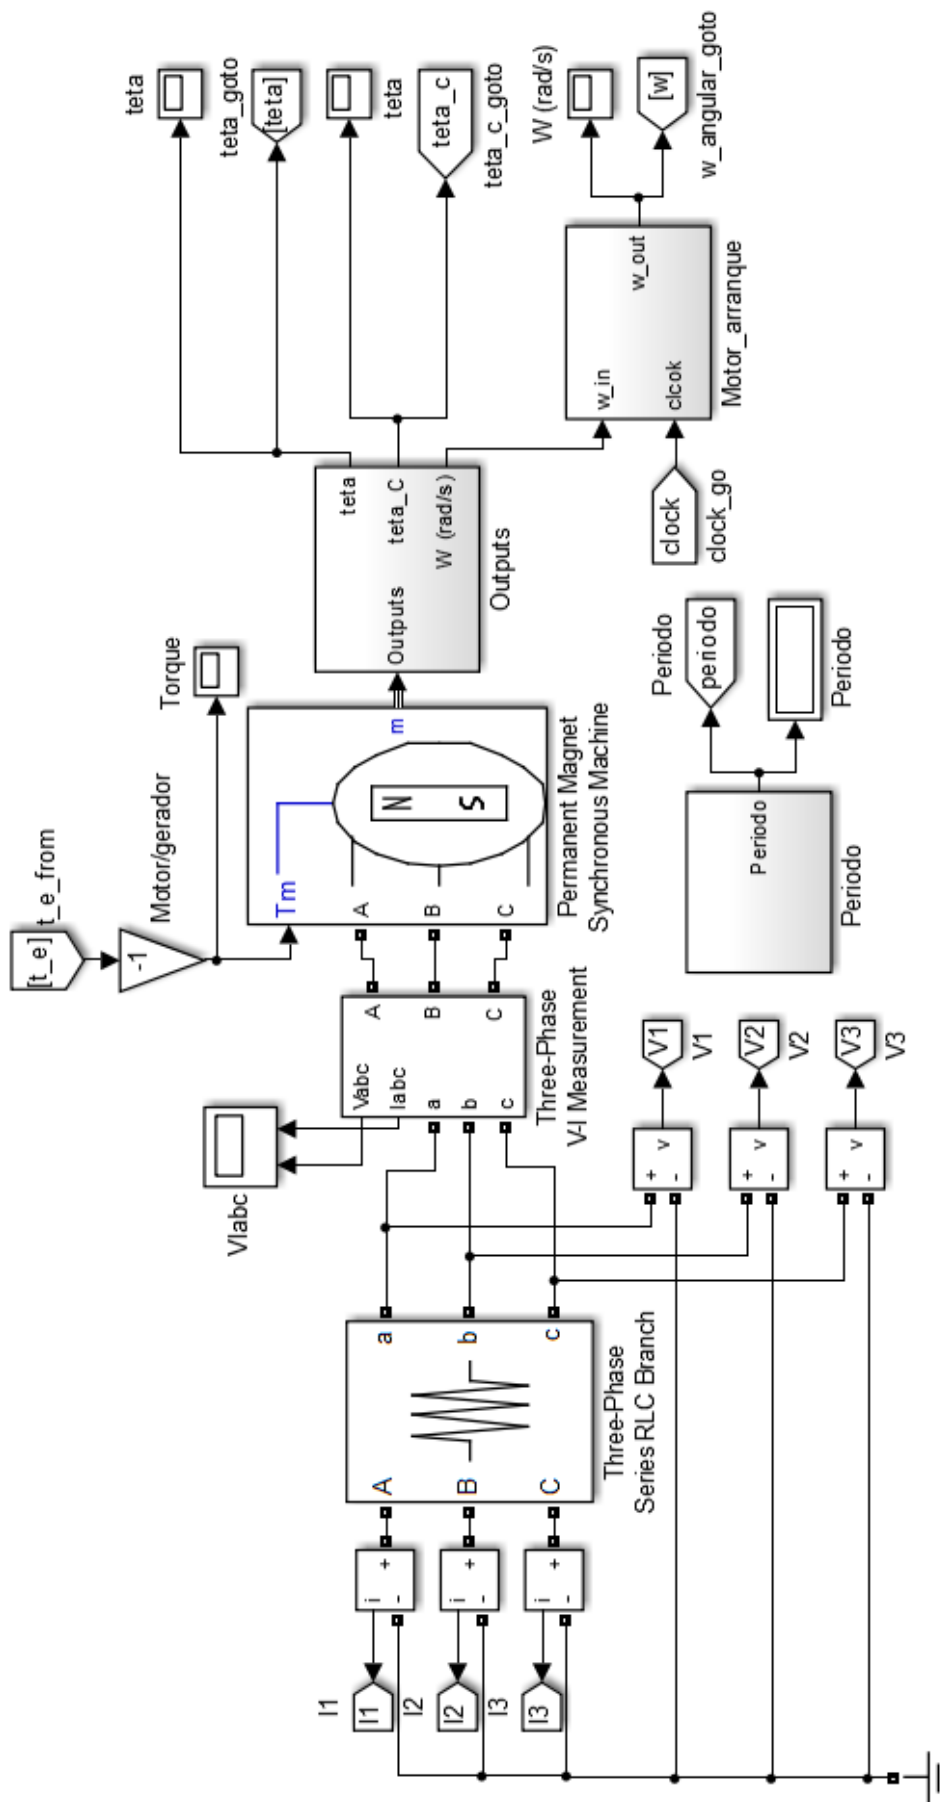 [t_e]
t_e_from
-1
Motor/gerador
Torque
teta
teta_goto
[teta]
teta
teta_c
teta_c_goto
VIabc
Vabc
Iabc
a
b
c
A
B
C
Three-Phase
V-I Measurement
Tm
A
B
C
m
N
S
Permanent Magnet
Synchronous Machine
Outputs
teta
teta_C
W (rad/s)
Outputs
W (rad/s)
[w]
w_angular_goto
w_in
clcok
w_out
Motor_arranque
clock
clock_go
I1
I1
i
+
-
I2
I2
i
+
-
I3
I3
i
+
-
A
B
C
a
b
c
Three-Phase
Series RLC Branch
+
-
v
V1
V1
+
-
v
V2
V2
+
-
v
V3
V3
Periodo
Periodo
Periodo
periodo
Periodo